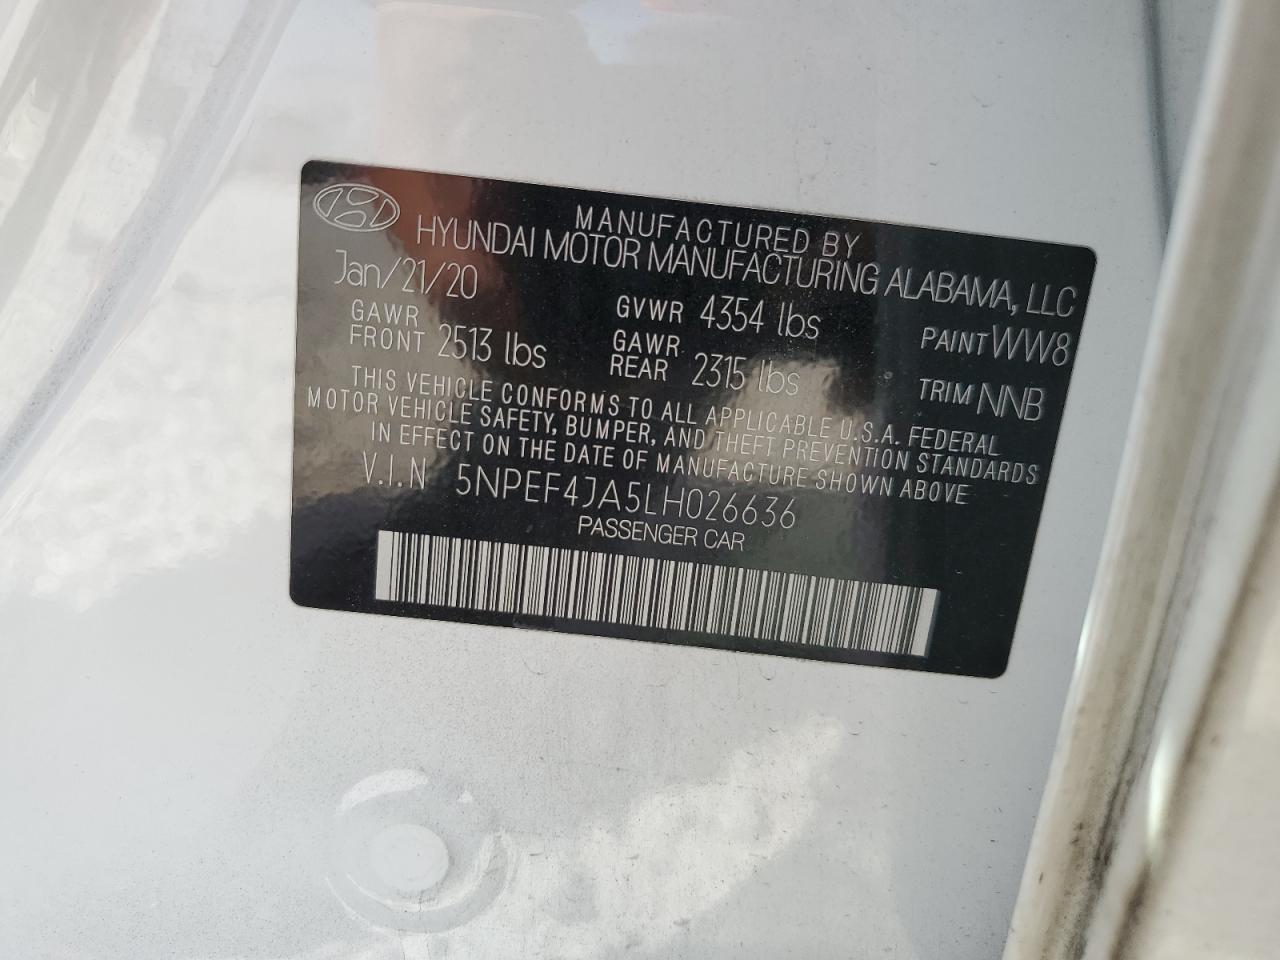 MANUFACTURED BY
HYUNDAI MOTOR MANUFACTURING ALABAMA, LLC
Jan/21/20
GVWR 4354 lbs
PAINT WW8
GAWR FRONT 2513 lbs
GAWR REAR 2315 lbs
TRIM NNB
THIS VEHICLE CONFORMS TO ALL APPLICABLE U.S.A. FEDERAL
MOTOR VEHICLE SAFETY, BUMPER, AND THEFT PREVENTION STANDARDS
IN EFFECT ON THE DATE OF MANUFACTURE SHOWN ABOVE
V.I.N 5NPEF4JA5LH026636
PASSENGER CAR